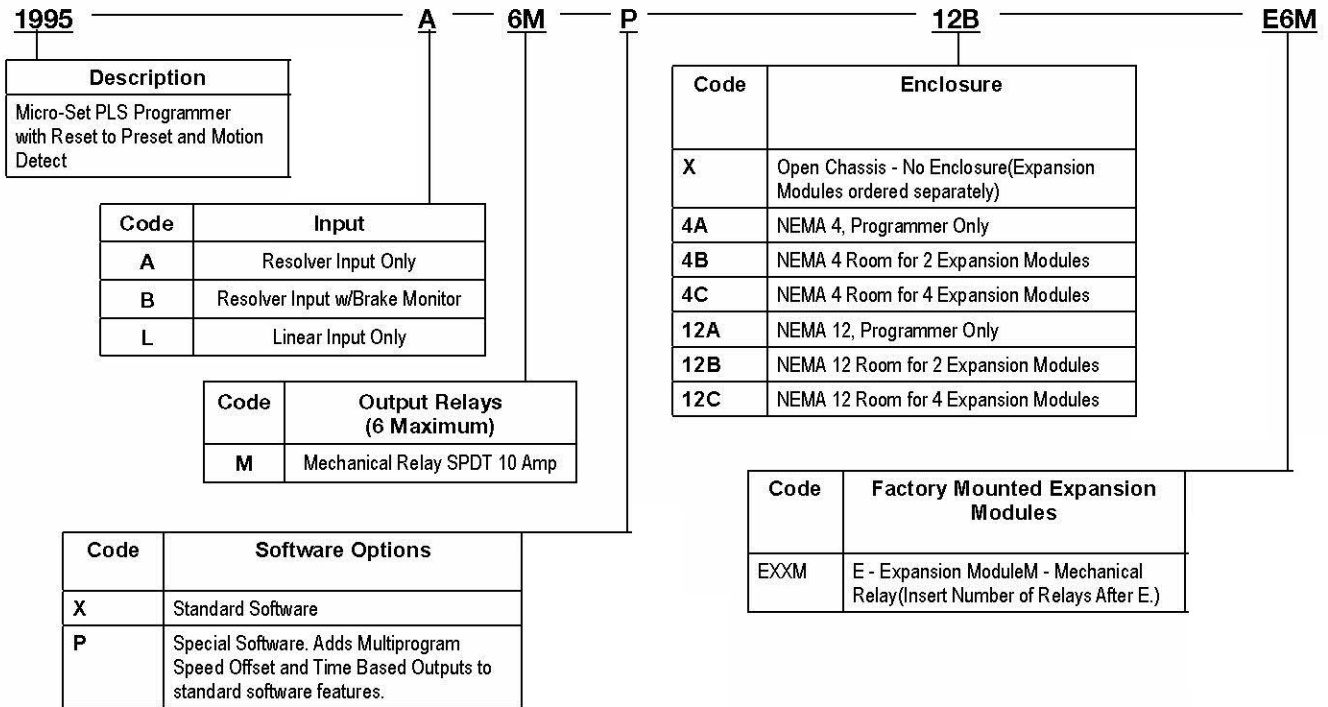 1995 A 6M P 12B E6M
Description
Micro-Set PLS Programmer
with Reset to Preset and Motion
Detect
Code Input
A Resolver Input Only
B Resolver Input w/Brake Monitor
L Linear Input Only
Code Output Relays
(6 Maximum)
M Mechanical Relay SPDT 10 Amp
Code Software Options
X Standard Software
P Special Software. Adds Multiprogram
Speed Offset and Time Based Outputs to
standard software features.
Code Enclosure
X Open Chassis - No Enclosure(Expansion
Modules ordered separately)
4A NEMA 4, Programmer Only
4B NEMA 4 Room for 2 Expansion Modules
4C NEMA 4 Room for 4 Expansion Modules
12A NEMA 12, Programmer Only
12B NEMA 12 Room for 2 Expansion Modules
12C NEMA 12 Room for 4 Expansion Modules
Code Factory Mounted Expansion
Modules
EXXM E - Expansion ModuleM - Mechanical
Relay(Insert Number of Relays After E.)